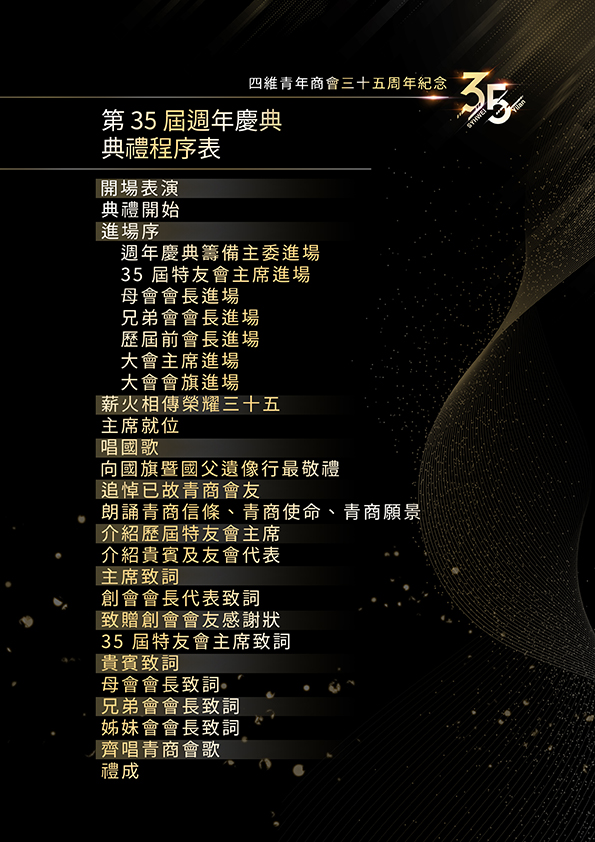 四維青年商會三十五周年紀念
35
SYHWEI
Titan
第 35 屆週年慶典
典禮程序表
開場表演
典禮開始
進場序
週年慶典籌備主委進場
35 屆特友會主席進場
母會會長進場
兄弟會會長進場
歷屆前會長進場
大會主席進場
大會會旗進場
薪火相傳榮耀三十五
主席就位
唱國歌
向國旗暨國父遺像行最敬禮
追悼已故青商會友
朗誦青商信條、青商使命、青商願景
介紹歷屆特友會主席
介紹貴賓及友會代表
主席致詞
創會會長代表致詞
致贈創會會友感謝狀
35 屆特友會主席致詞
貴賓致詞
母會會長致詞
兄弟會會長致詞
姊妹會會長致詞
齊唱青商會歌
禮成